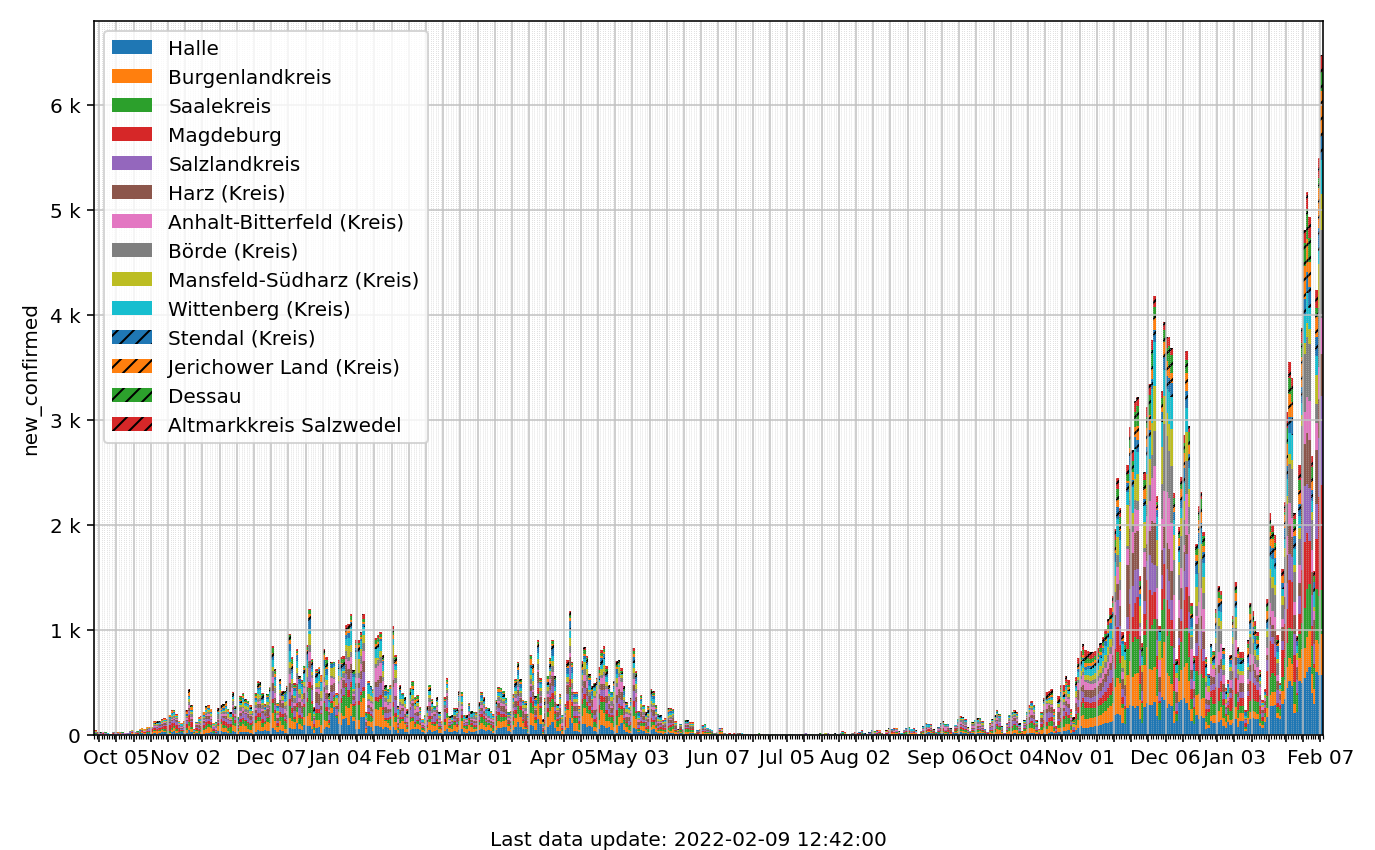 Halle
Burgenlandkreis
Saalekreis
Magdeburg
Salzlandkreis
Harz (Kreis)
Anhalt-Bitterfeld (Kreis)
Börde (Kreis)
Mansfeld-Südharz (Kreis)
Wittenberg (Kreis)
Stendal (Kreis)
Jerichower Land (Kreis)
Dessau
Altmarkkreis Salzwedel
new_confirmed
6 k
5 k
4 k
3 k
2 k
1 k
0
Oct 05 Nov 02 Dec 07 Jan 04 Feb 01 Mar 01 Apr 05 May 03 Jun 07 Jul 05 Aug 02 Sep 06 Oct 04 Nov 01 Dec 06 Jan 03 Feb 07
Last data update: 2022-02-09 12:42:00